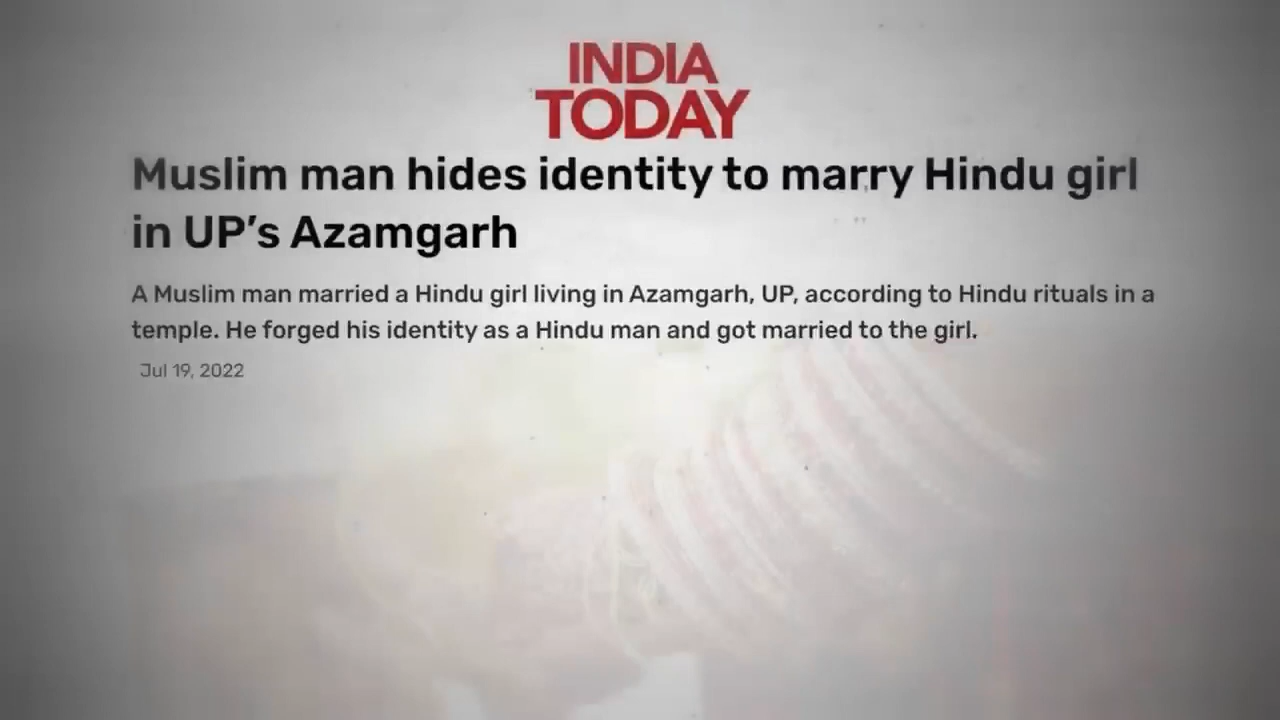 INDIA
TODAY
Muslim man hides identity to marry Hindu girl
in UP’s Azamgarh
A Muslim man married a Hindu girl living in Azamgarh, UP, according to Hindu rituals in a
temple. He forged his identity as a Hindu man and got married to the girl.
Jul 19, 2022